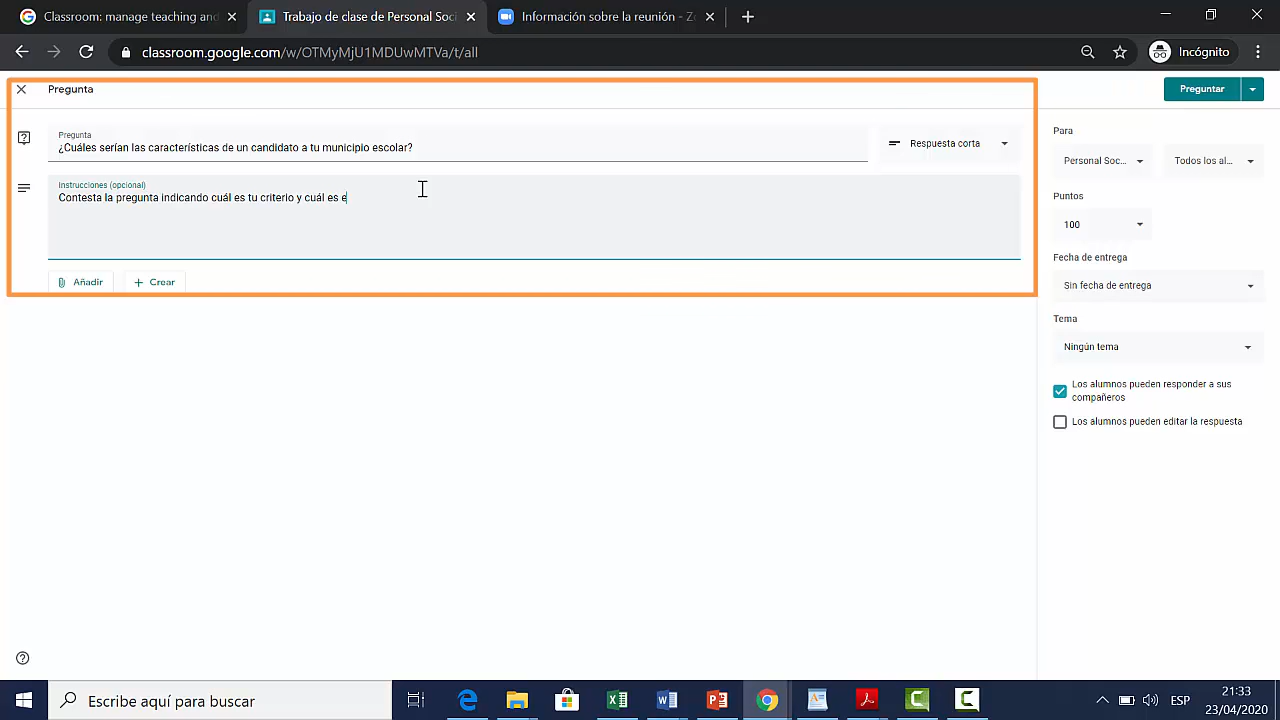 Classroom: manage teaching and
Trabajo de clase de Personal Soc
Información sobre la reunión - Zo
classroom.google.com/w/OTMyMjU1MDUwMTVa/t/all
Incógnito
Pregunta
Preguntar
Pregunta
¿Cuáles serían las características de un candidato a tu municipio escolar?
Respuesta corta
Instrucciones (opcional)
Contesta la pregunta indicando cuál es tu criterio y cuál es e
Añadir
Crear
Para
Personal Soc...
Todos los al...
Puntos
100
Fecha de entrega
Sin fecha de entrega
Tema
Ningún tema
Los alumnos pueden responder a sus
compañeros
Los alumnos pueden editar la respuesta
Escribe aquí para buscar
ESP
21:33
23/04/2020